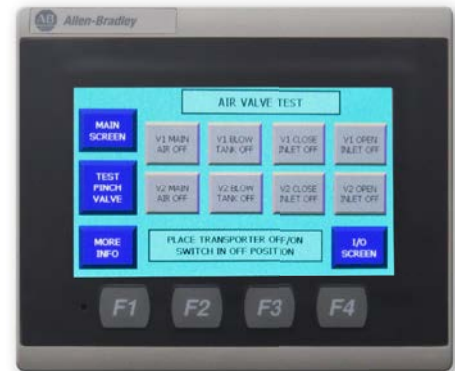 AB Allen-Bradley
AIR VALVE TEST
MAIN
SCREEN
V1 MAIN
AIR OFF
V1 BLOW
TANK OFF
V1 CLOSE
INLET OFF
V1 OPEN
INLET OFF
TEST
PINCH
VALVE
V2 MAIN
AIR OFF
V2 BLOW
TANK OFF
V2 CLOSE
INLET OFF
V2 OPEN
INLET OFF
MORE
INFO
PLACE TRANSPORTER OFF/ON
SWITCH IN OFF POSITION
I/O
SCREEN
F1 F2 F3 F4